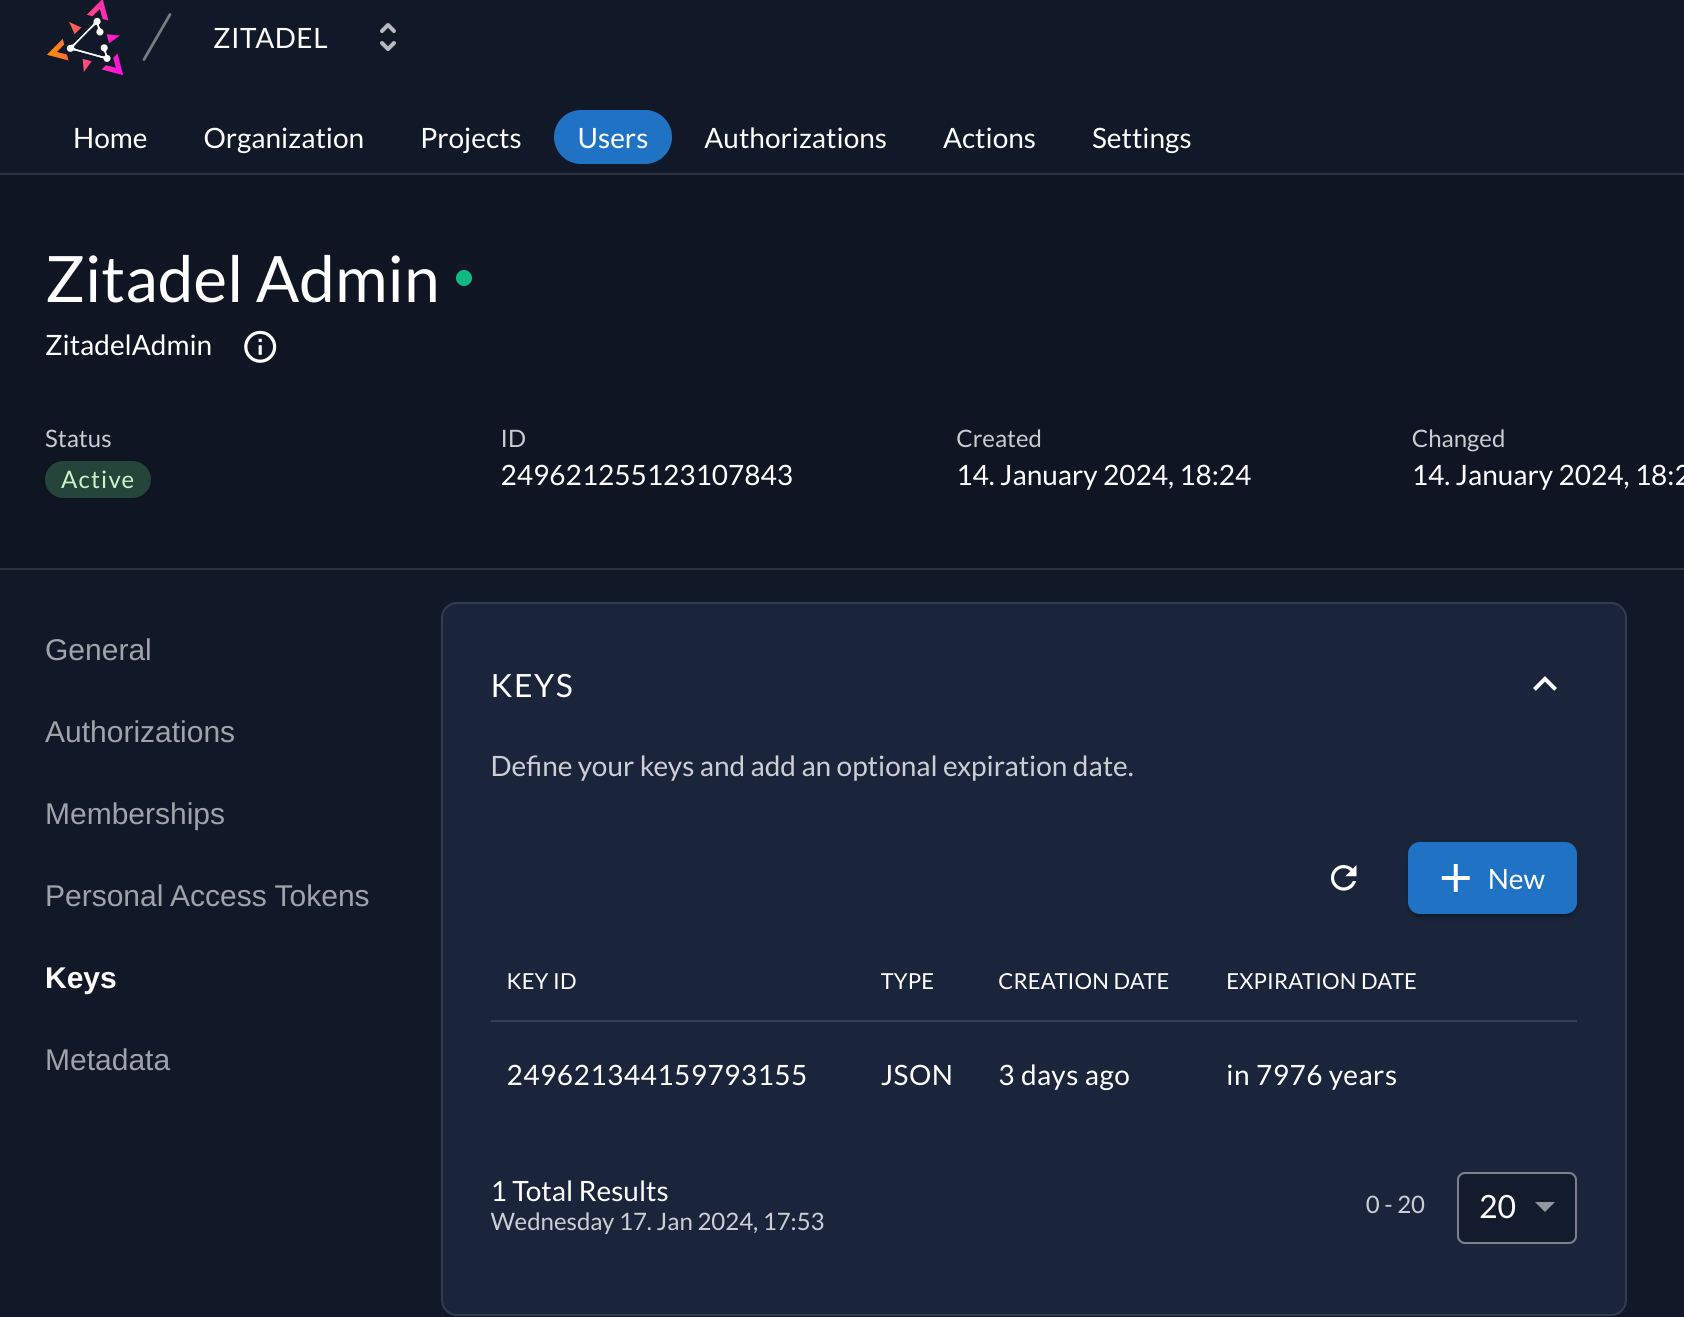 ZITADEL
Home Organization Projects Users Authorizations Actions Settings
Zitadel Admin
ZitadelAdmin
Status ID Created Changed
Active 249621255123107843 14. January 2024, 18:24 14. January 2024, 18:2
General
Authorizations
Memberships
Personal Access Tokens
Keys
Metadata
KEYS
Define your keys and add an optional expiration date.
New
KEY ID TYPE CREATION DATE EXPIRATION DATE
249621344159793155 JSON 3 days ago in 7976 years
1 Total Results
Wednesday 17. Jan 2024, 17:53
0 - 20 20